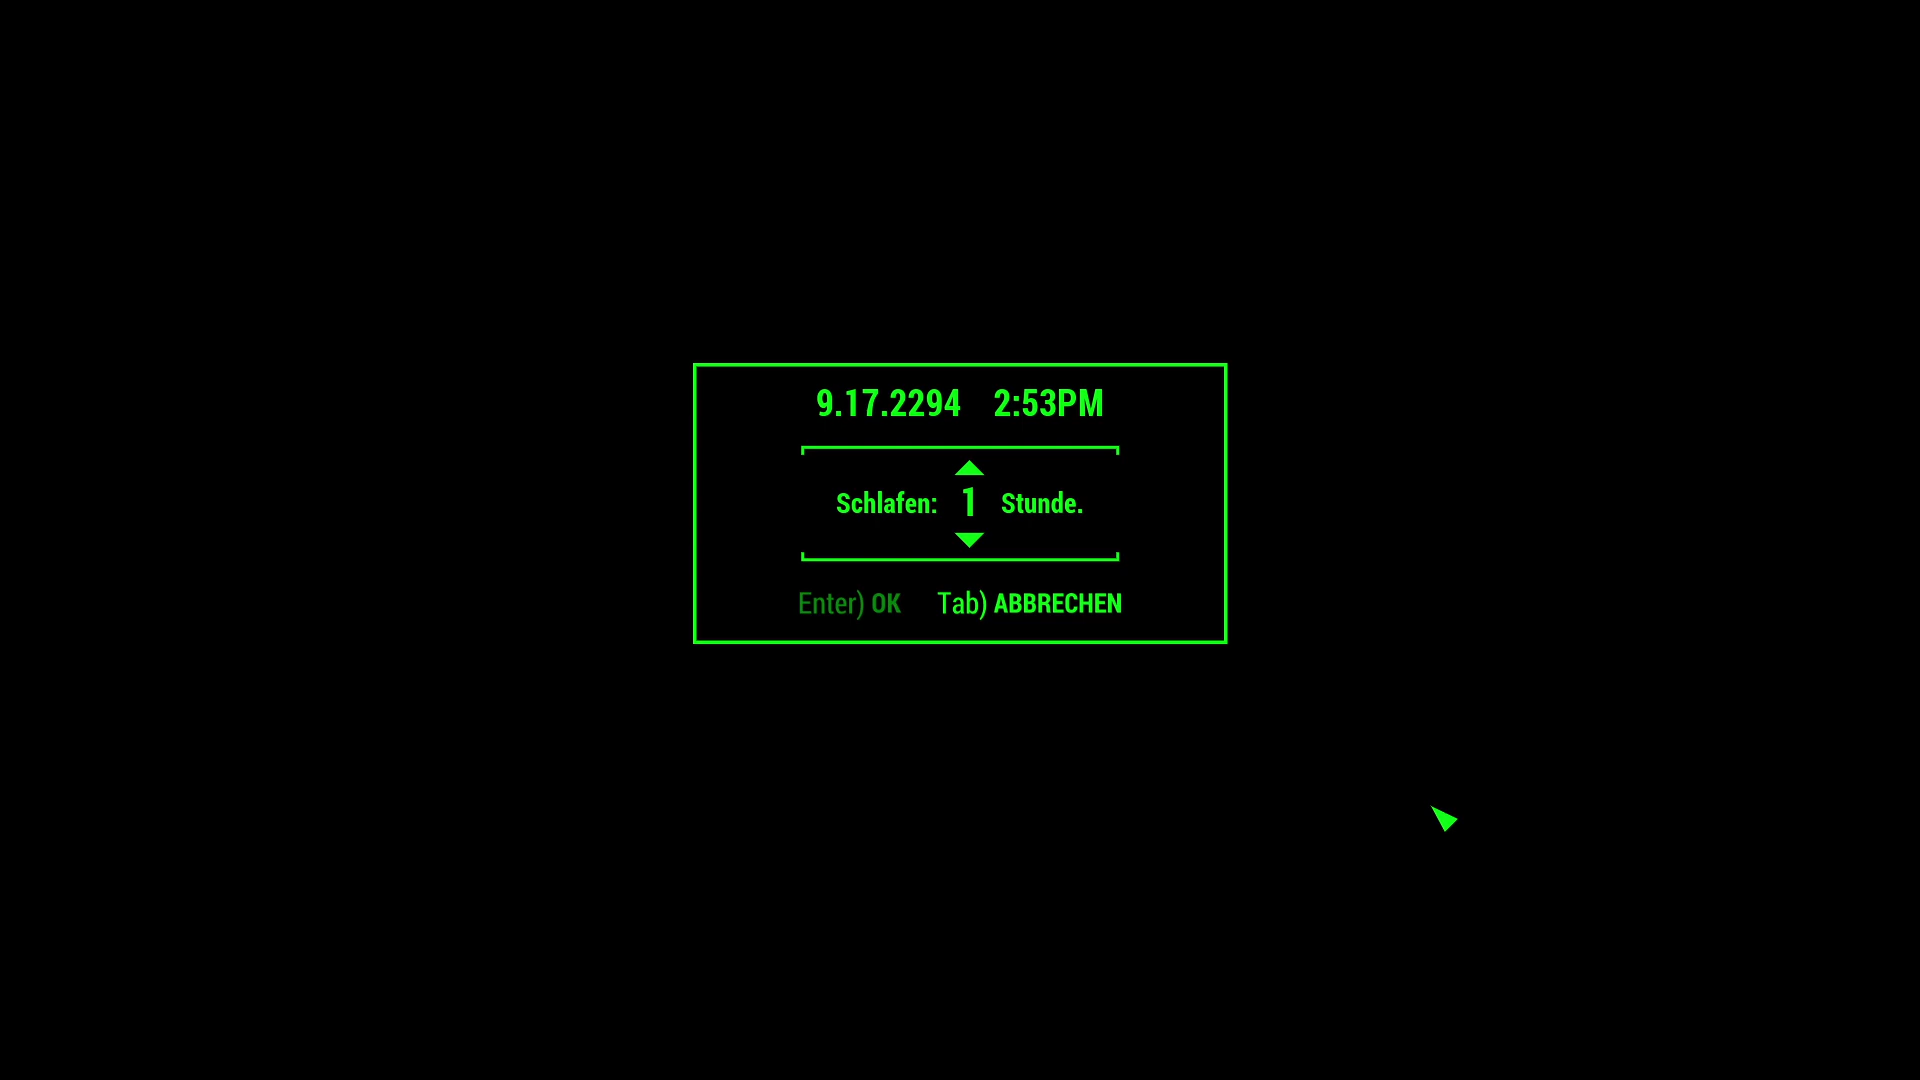 9.17.2294 2:53PM
Schlafen: 1 Stunde.
Enter) OK Tab) ABBRECHEN